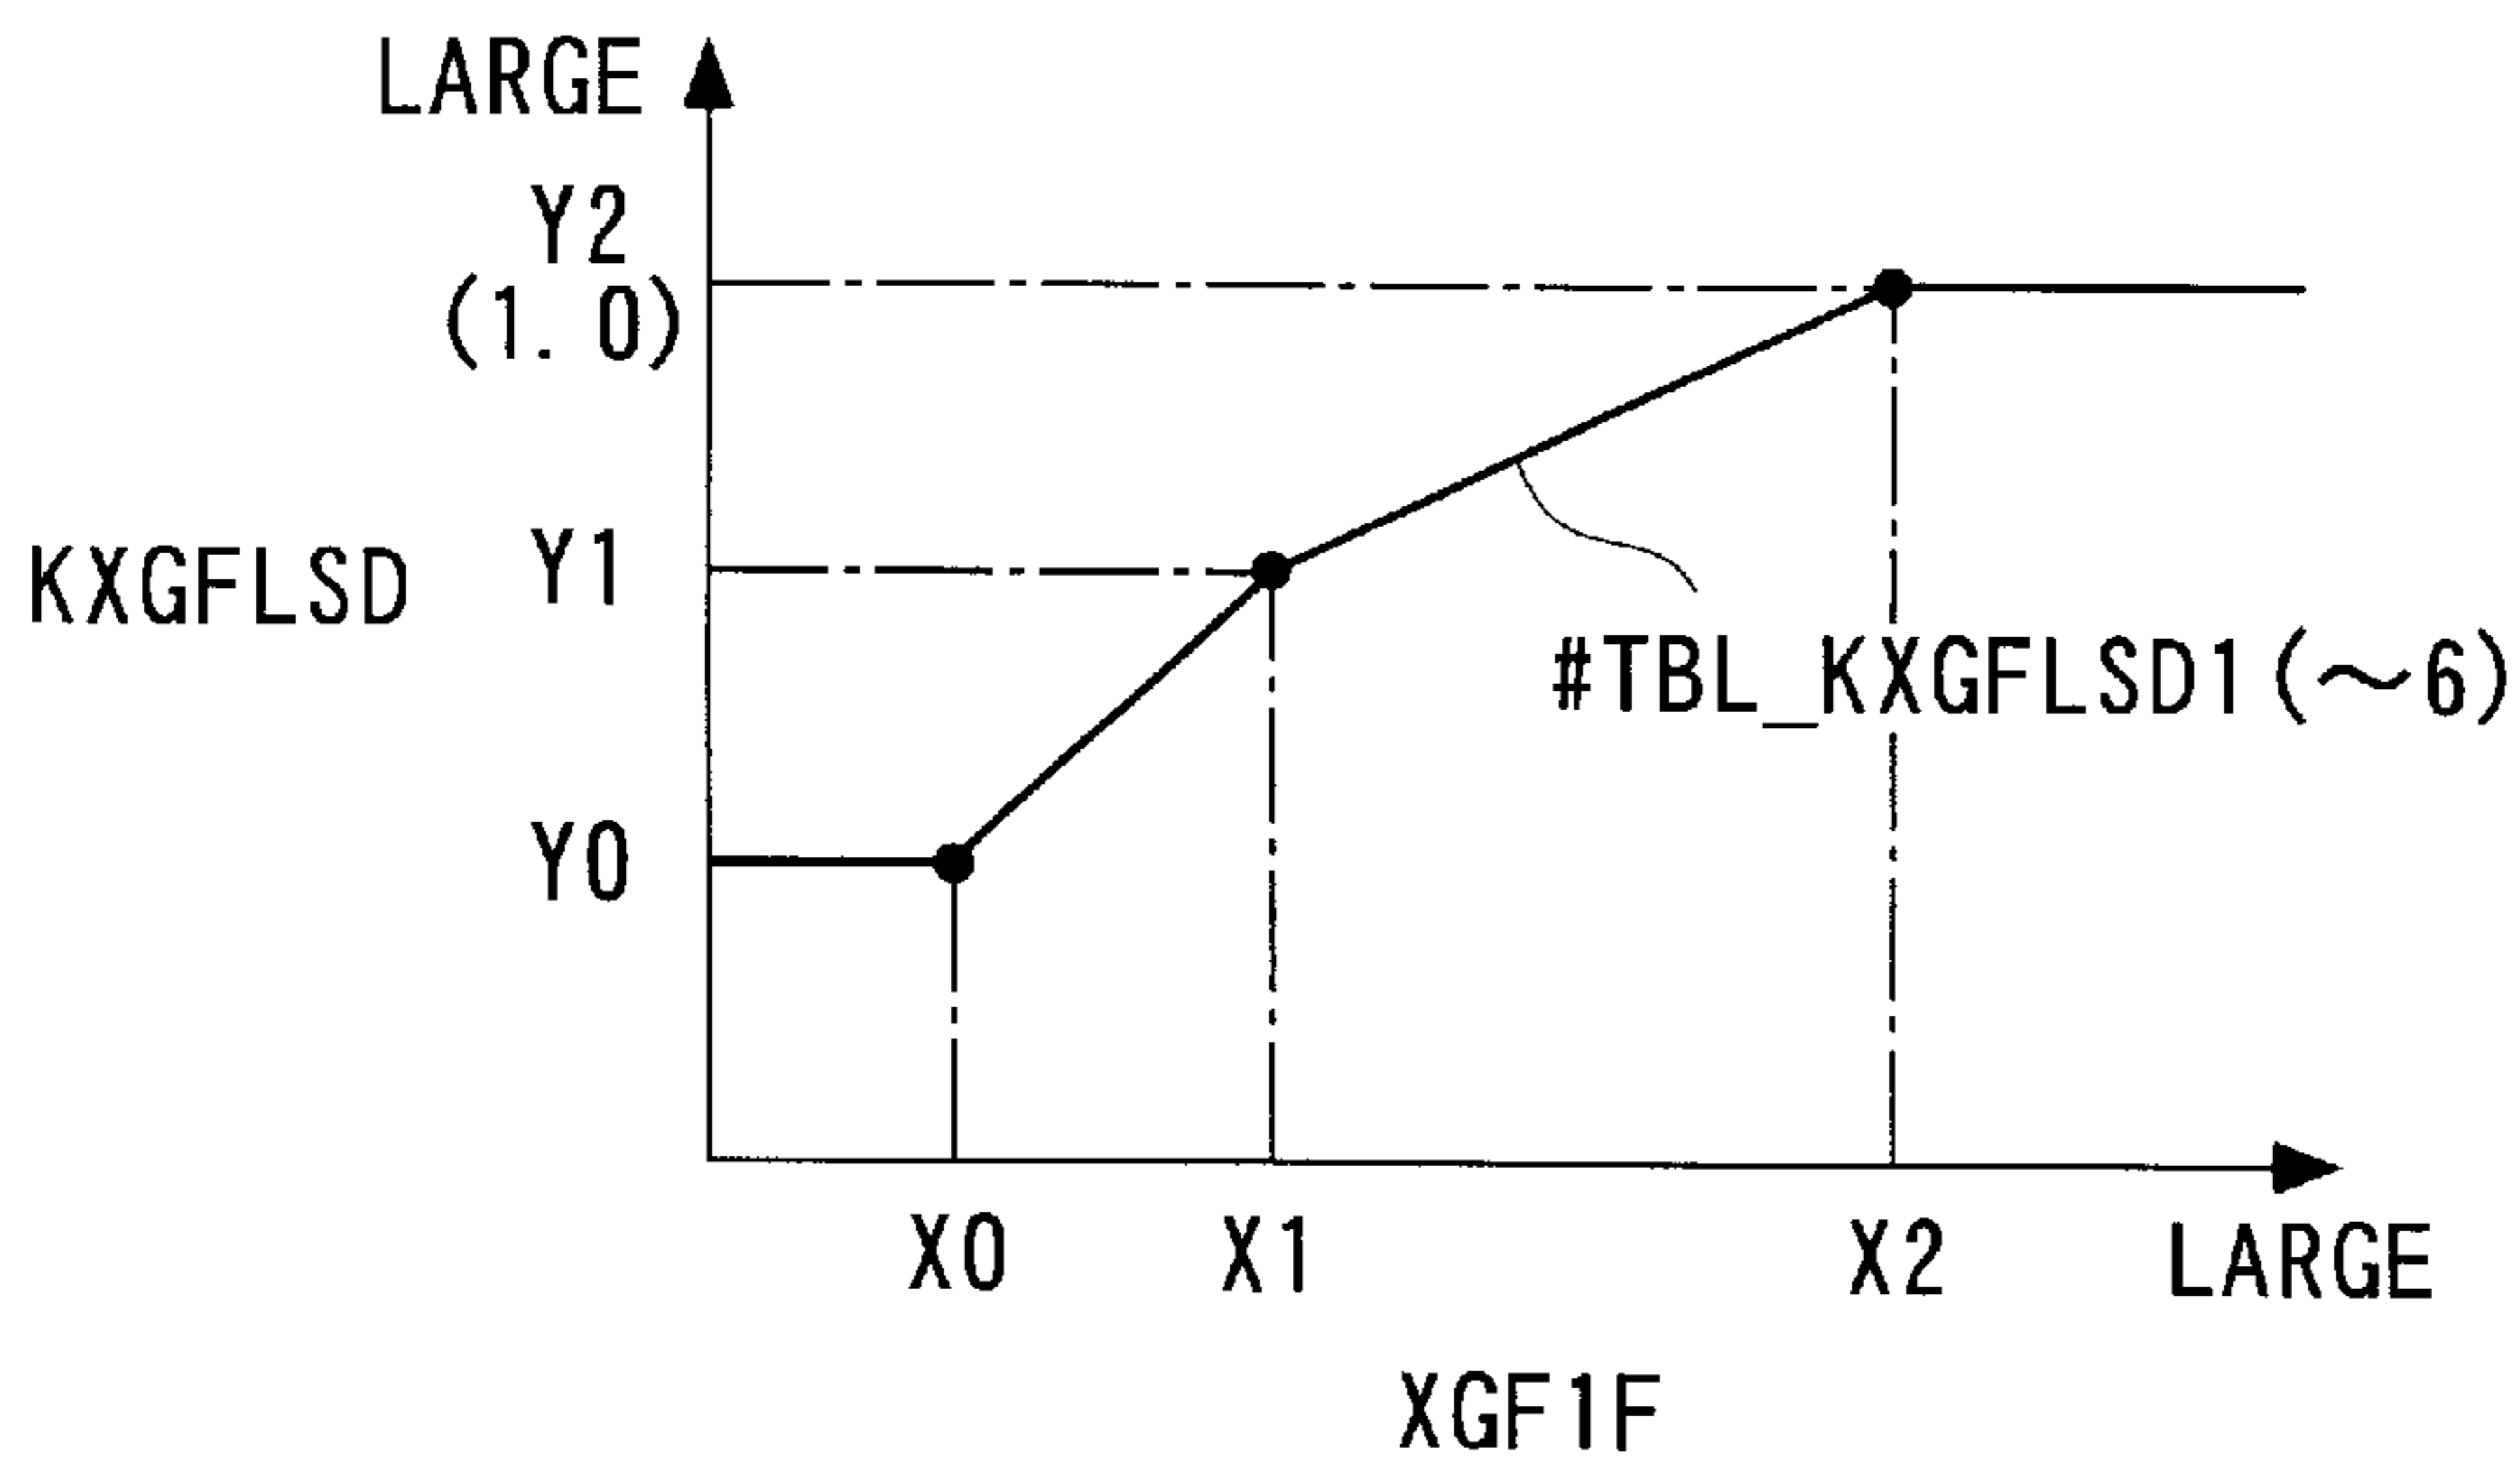 LARGE
Y2
(1.0)
KXGFLSD
Y1
#TBL_KXGFLSD1(~6)
Y0
X0
X1
X2
LARGE
XGF1F